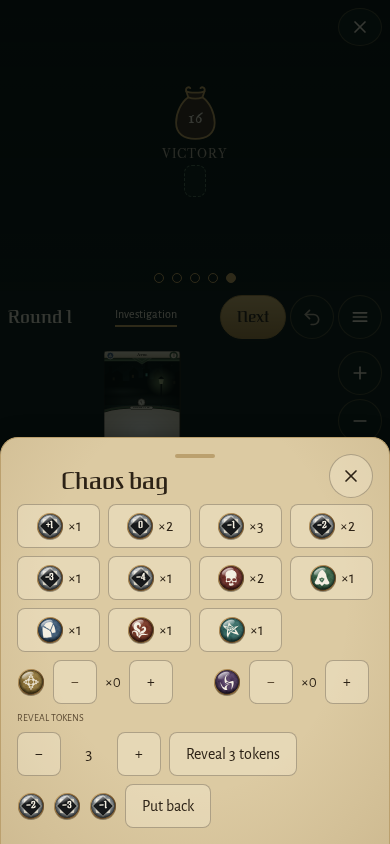 16
VICTORY
Round 1
Investigation
Next
Chaos bag
+1 ×1
0 ×2
-1 ×3
-2 ×2
-3 ×1
-4 ×1
×2
×1
×1
×1
×1
− ×0 +
− ×0 +
REVEAL TOKENS
− 3 + Reveal 3 tokens
-2 -3 -1 Put back